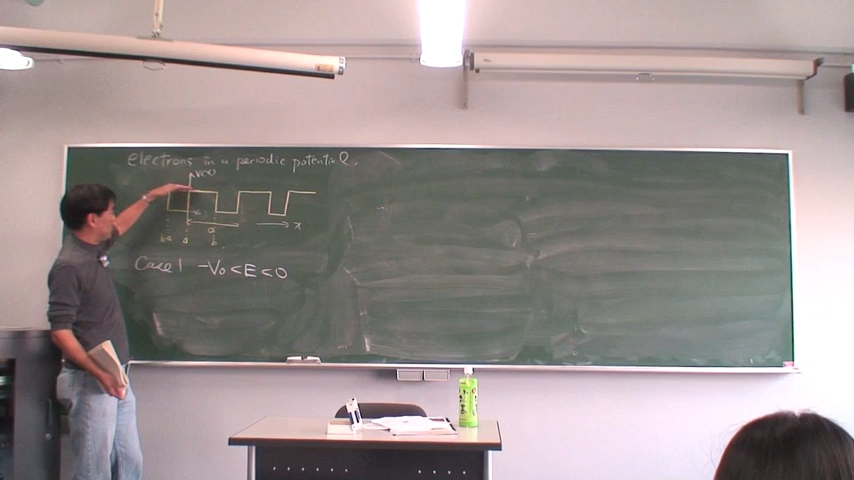 Electrons in a periodic potential.
V(x)
a
x
b
Case 1 -V₀ < E < 0